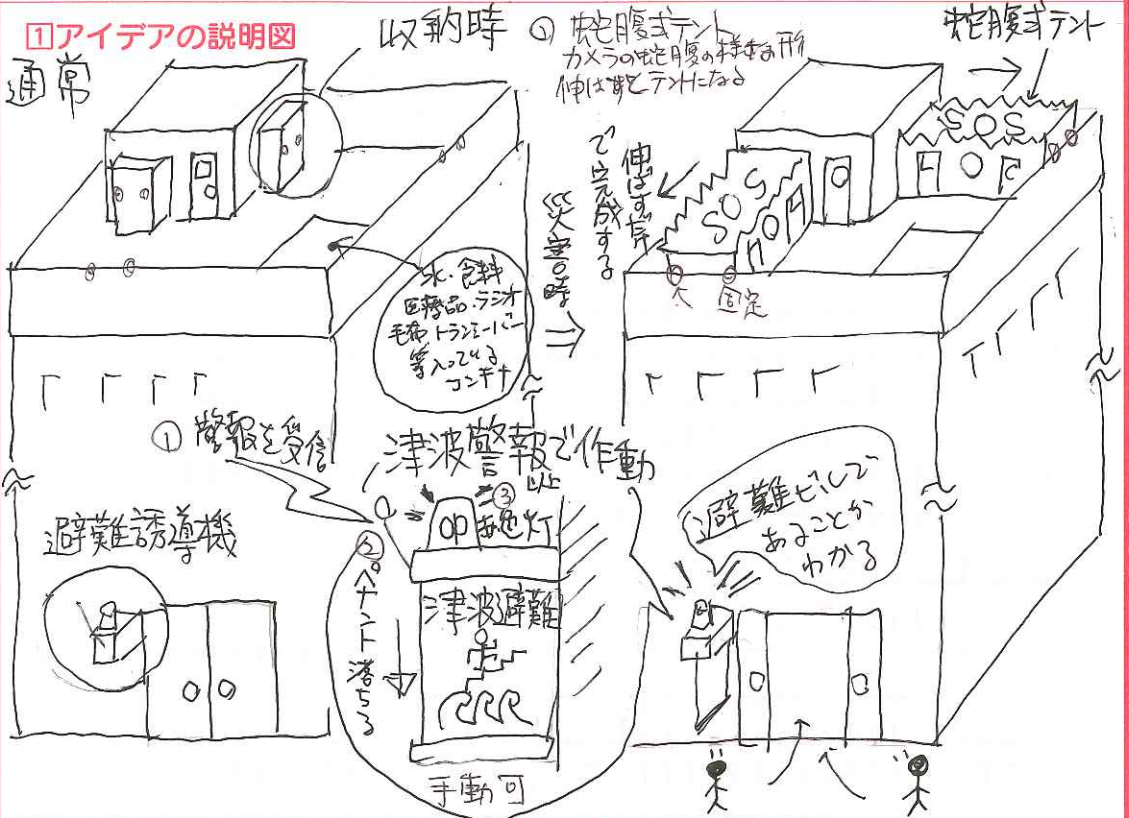 1アイデアの説明図
通常
収納時
① 蛇腹式テント
カメラの蛇腹の様な形
伸ばすとテントになる
蛇腹式テント
水・食料
医療品・ラジオ
毛布・トランシーバー
等入っている
コンテナ
災害時
伸ばす丈
で完成する
SOS
SOS
固定
① 警報を受信
避難誘導機
津波警報で作動
以上
③
灯
② ペナント落ちる
津波避難
手動可
避難ビルで
あることが
わかる